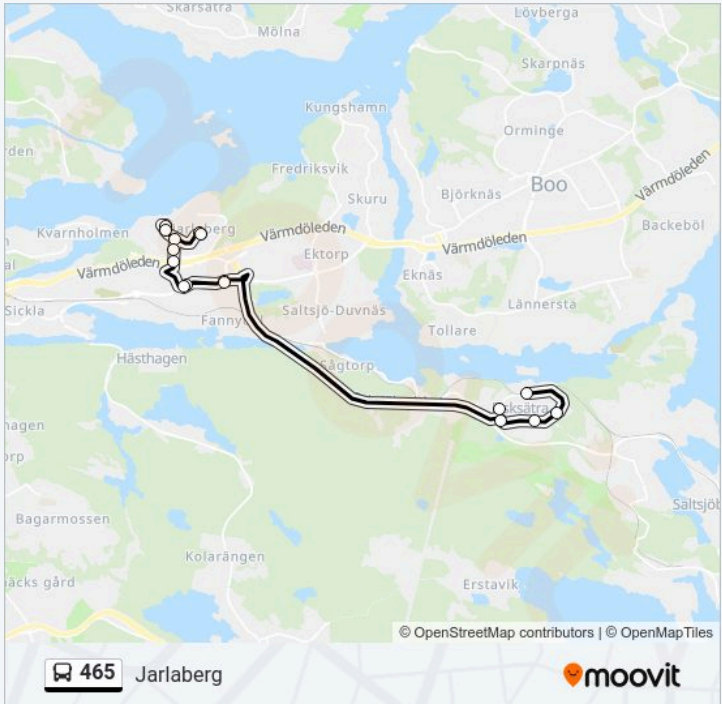 Skarsätra
Lövberga
Mölna
Skarpnäs
Kungshamn
Orminge
Fredriksvik
Boo
Skuru
Björknäs
Värmdöleden
Kvarnholmen
Värmdöleden
Backeböl
Värmdöleden
Ektorp
Värmdöleden
Eknäs
Lännersta
Sickla
Saltsjö-Duvnäs
Tollare
Hästhagen
Sågtorp
Bagarmossen
Saltsjöb
Kolarängen
Erstavik
© OpenStreetMap contributors | © OpenMapTiles
465 Jarlaberg
moovit